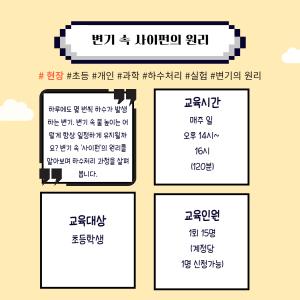 변기 속 사이펀의 원리
# 현장 #초등 #개인 #과학 #하수처리 #실험 #변기의 원리
하루에도 몇 번씩 하수가 발생
하는 변기. 변기 속 물 높이는 어
떻게 항상 일정하게 유지될까
요? 변기 속 '사이펀'의 원리를
알아보며 하수처리 과정을 살펴
봅니다.
교육시간
매주 일
오후 14시~
16시
(120분)
교육대상
초등학생
교육인원
1회 15명
(계정당
1명 신청가능)